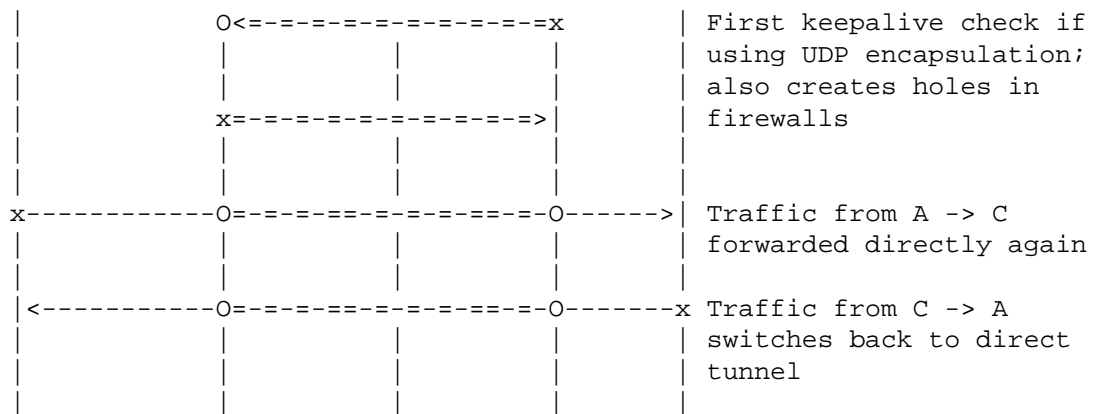 |            O<=-=-=-=-=-=-=-=-=x       | First keepalive check if
|            |          |         |       | using UDP encapsulation;
|            |          |         |       | also creates holes in
|            x=-=-=-=-=-=-=-=-=->|       | firewalls
|            |          |         |       |
|            |          |         |       |
x------------O=-=-=-==-=-=-==-=-O------>| Traffic from A -> C
|            |          |         |       | forwarded directly again
|            |          |         |       |
|<-----------O=-=-=-==-=-=-==-=-O-------x Traffic from C -> A
|            |          |         |       | switches back to direct
|            |          |         |       | tunnel
|            |          |         |       |